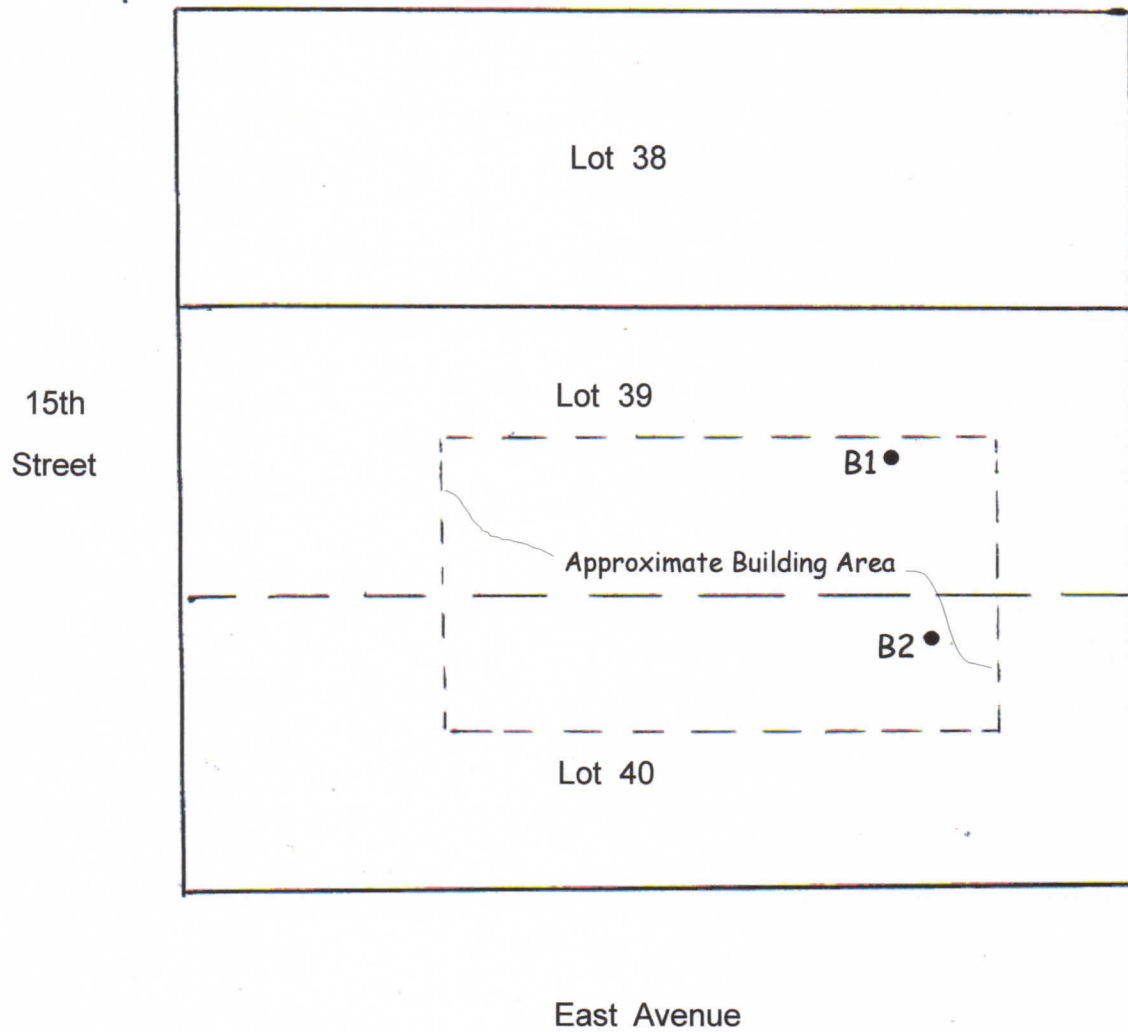 Lot 38
Lot 39
15th
Street
B1
Approximate Building Area
B2
Lot 40
East Avenue